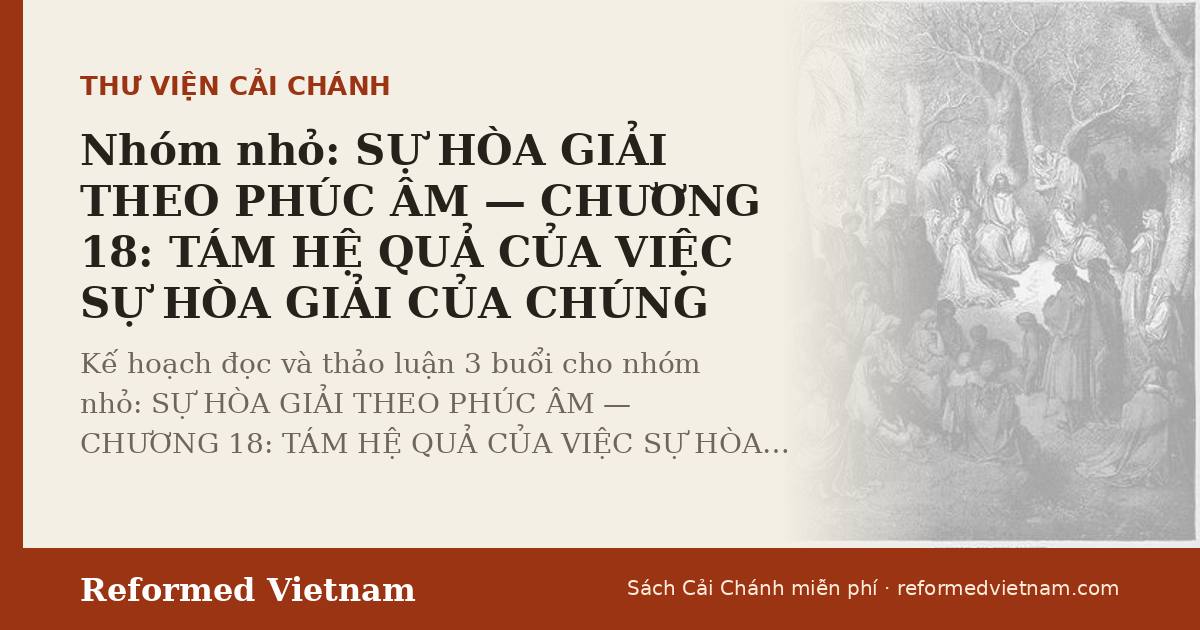 THƯ VIỆN CẢI CHÁNH
Nhóm nhỏ: SỰ HÒA GIẢI
THEO PHÚC ÂM — CHƯƠNG
18: TÁM HỆ QUẢ CỦA VIỆC
SỰ HÒA GIẢI CỦA CHÚNG
Kế hoạch đọc và thảo luận 3 buổi cho nhóm
nhỏ: SỰ HÒA GIẢI THEO PHÚC ÂM —
CHƯƠNG 18: TÁM HỆ QUẢ CỦA VIỆC SỰ HÒA...
Reformed Vietnam
Sách Cải Chánh miễn phí · reformedvietnam.com